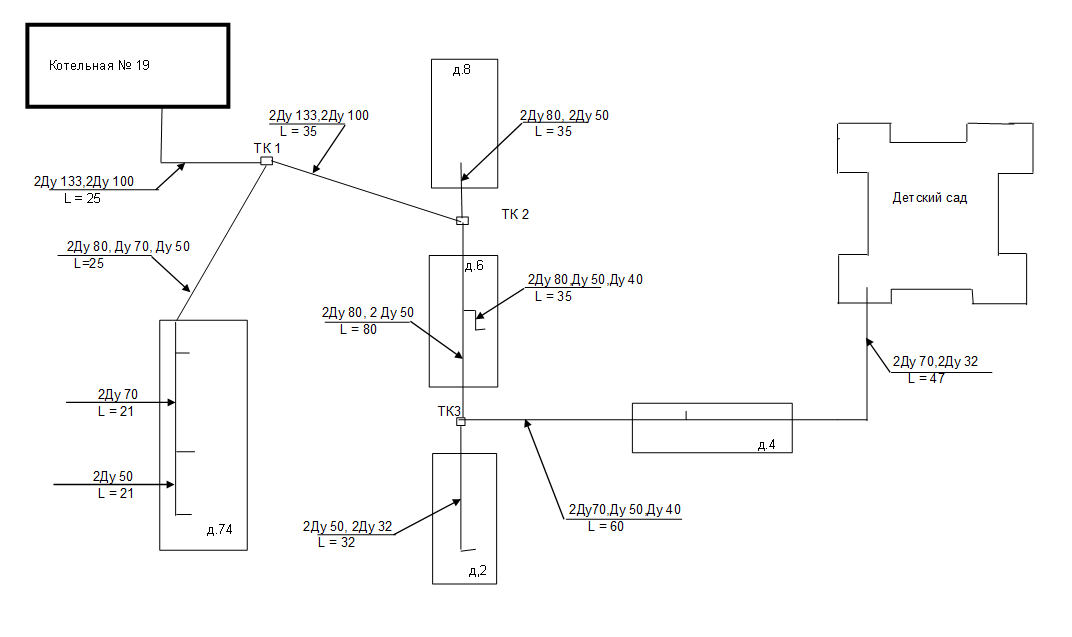 Котельная № 19
д.8
2Ду 133,2Ду 100
L = 35
2Ду 80, 2Ду 50
L = 35
ТК 1
2Ду 133,2Ду 100
L = 25
Детский сад
ТК 2
2Ду 80, Ду 70, Ду 50
L=25
д.6
2Ду 80,Ду 50,Ду 40
L = 35
2Ду 80, 2 Ду 50
L = 80
2Ду 70,2Ду 32
L = 47
2Ду 70
L = 21
ТК3
д.4
2Ду 50
L = 21
2Ду70,Ду 50,Ду 40
L = 60
2Ду 50, 2Ду 32
L = 32
д.74
д,2